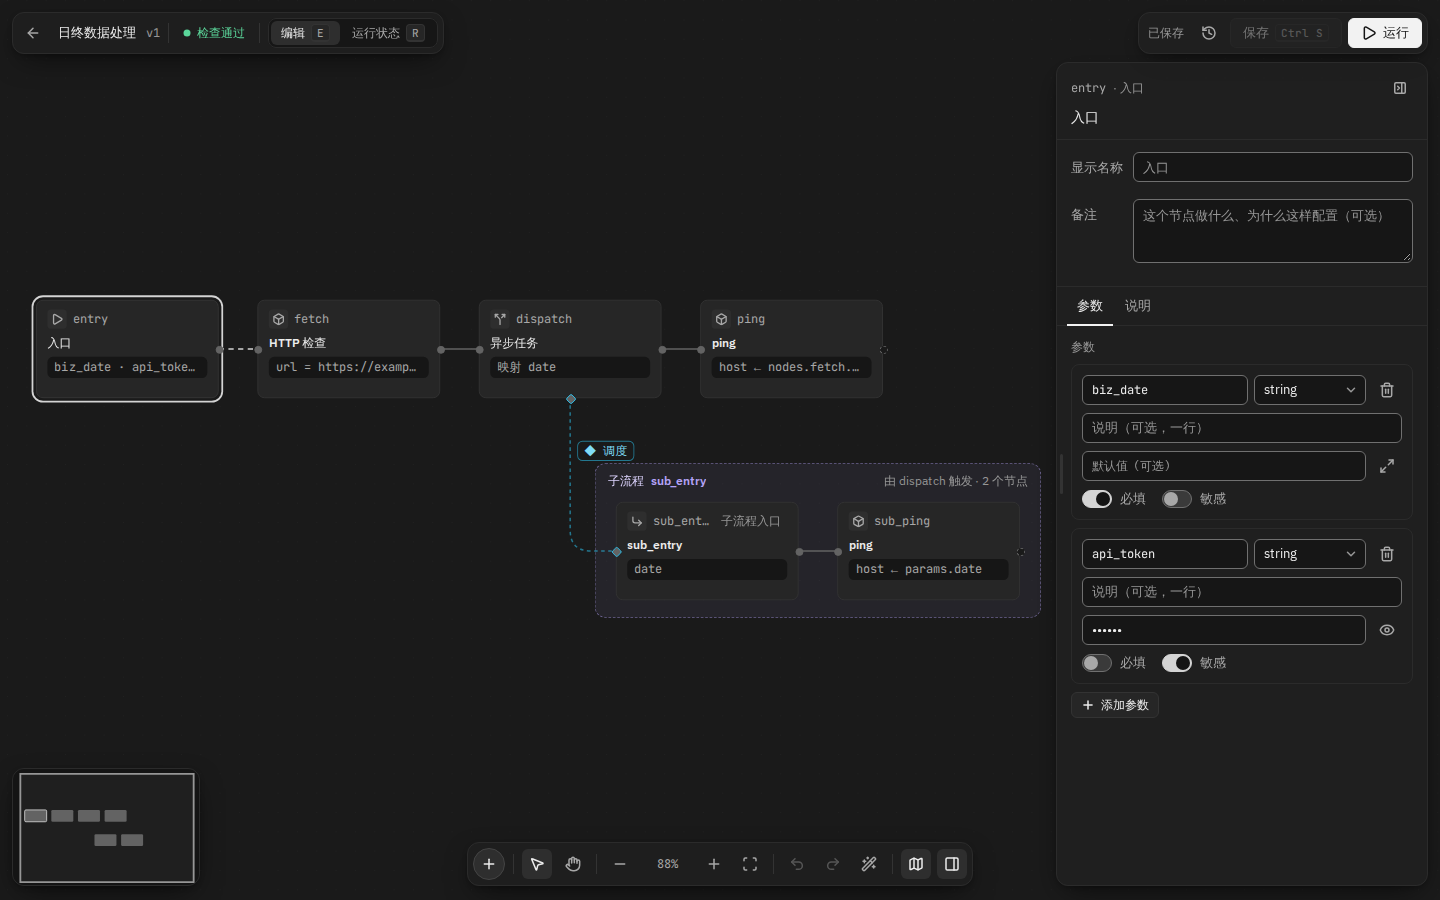 日终数据处理 v1 检查通过 编辑 E 运行状态 R
已保存 保存 Ctrl S 运行
entry · 入口
入口
显示名称 入口
备注 这个节点做什么、为什么这样配置（可选）
参数 说明
参数
biz_date string
说明（可选，一行）
默认值（可选）
必填 敏感
api_token string
说明（可选，一行）
••••••
必填 敏感
添加参数
entry
入口
biz_date · api_toke…
fetch
HTTP 检查
url = https://examp…
dispatch
异步任务
映射 date
ping
ping
host ← nodes.fetch.…
调度
子流程 sub_entry 由 dispatch 触发 · 2 个节点
sub_ent… 子流程入口
sub_entry
date
sub_ping
ping
host ← params.date
88%